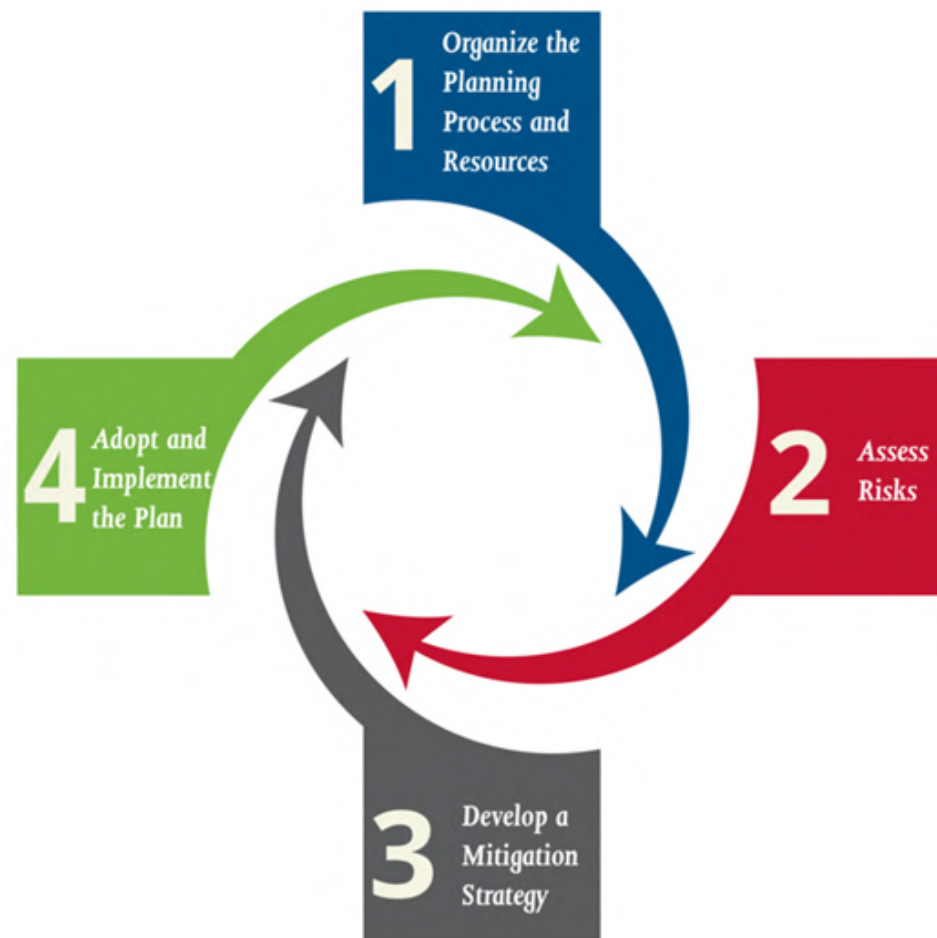 1
Organize the
Planning
Process and
Resources
2
Assess
Risks
3
Develop a
Mitigation
Strategy
4
Adopt and
Implement
the Plan